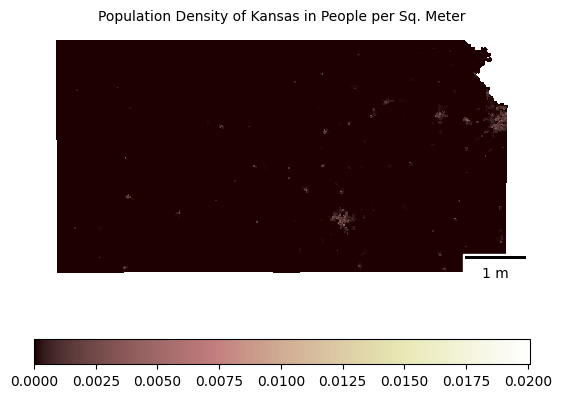 Population Density of Kansas in People per Sq. Meter
1 m
0.0000 0.0025 0.0050 0.0075 0.0100 0.0125 0.0150 0.0175 0.0200